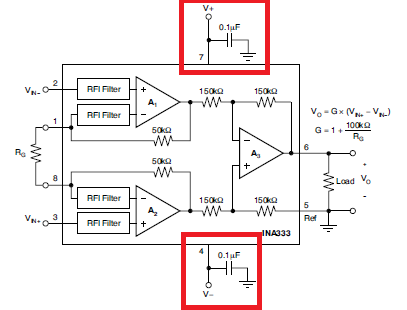 V+
0.1μF
7
VIN- 2 RFI Filter + A1 150kΩ 150kΩ
VO = G × (VIN+ − VIN-)
1 RFI Filter −
G = 1 + 100kΩ
RG
50kΩ
− A3 6
RG
+
50kΩ
Load VO
8 RFI Filter −
-
VIN+ 3 RFI Filter + A2 150kΩ 150kΩ 5
Ref
INA333
4 0.1μF
V−